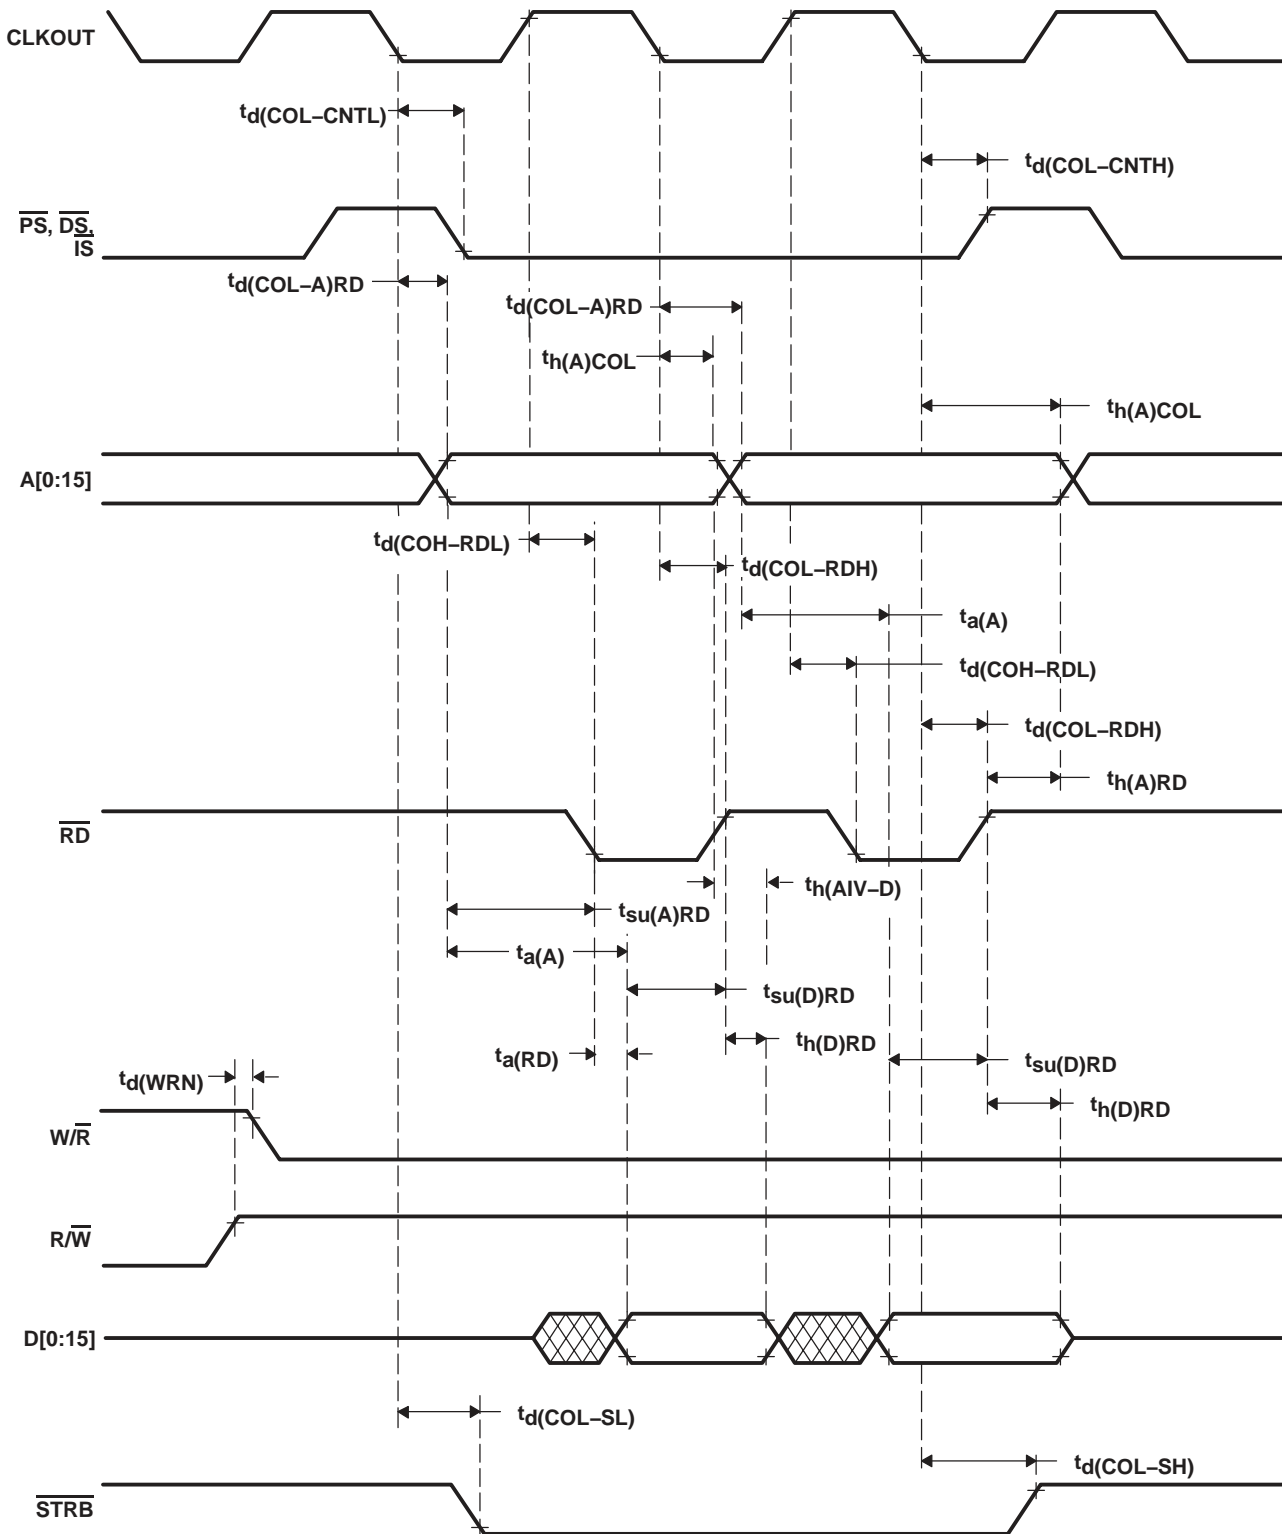 CLKOUT
td(COL–CNTL)
td(COL–CNTH)
PS, DS,
IS
td(COL–A)RD
td(COL–A)RD
th(A)COL
th(A)COL
A[0:15]
td(COH–RDL)
td(COL–RDH)
ta(A)
td(COH–RDL)
td(COL–RDH)
th(A)RD
RD
th(AIV–D)
tsu(A)RD
ta(A)
tsu(D)RD
th(D)RD
ta(RD)
tsu(D)RD
td(WRN)
th(D)RD
W/R
R/W
D[0:15]
td(COL–SL)
td(COL–SH)
STRB